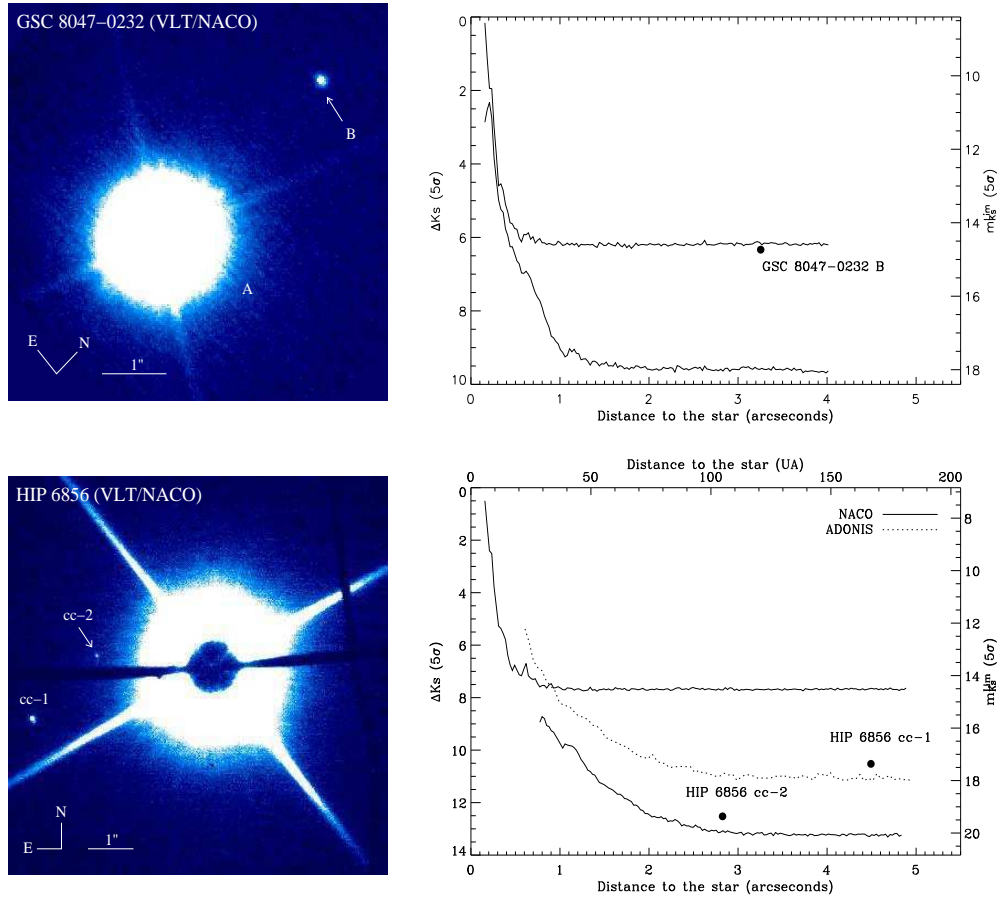 GSC 8047−0232 (VLT/NACO)
B
A
E
N
1"
0
2
4
6
8
10
ΔKs (5σ)
GSC 8047−0232 B
10
12
14
16
18
0
1
2
3
4
5
Distance to the star (arcseconds)
HIP 6856 (VLT/NACO)
cc−2
cc−1
N
E
1"
Distance to the star (UA)
0
50
100
150
200
0
2
4
6
8
10
12
14
ΔKs (5σ)
NACO
ADONIS
HIP 6856 cc−1
HIP 6856 cc−2
8
10
12
14
16
18
20
0
1
2
3
4
5
Distance to the star (arcseconds)